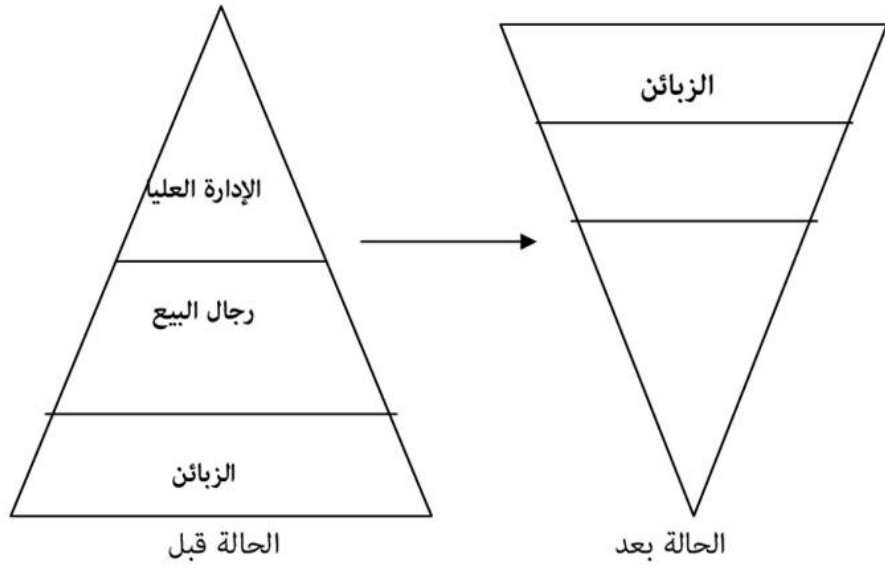 الزبائن
الإدارة العليا
رجال البيع
الزبائن
الحالة بعد
الحالة قبل